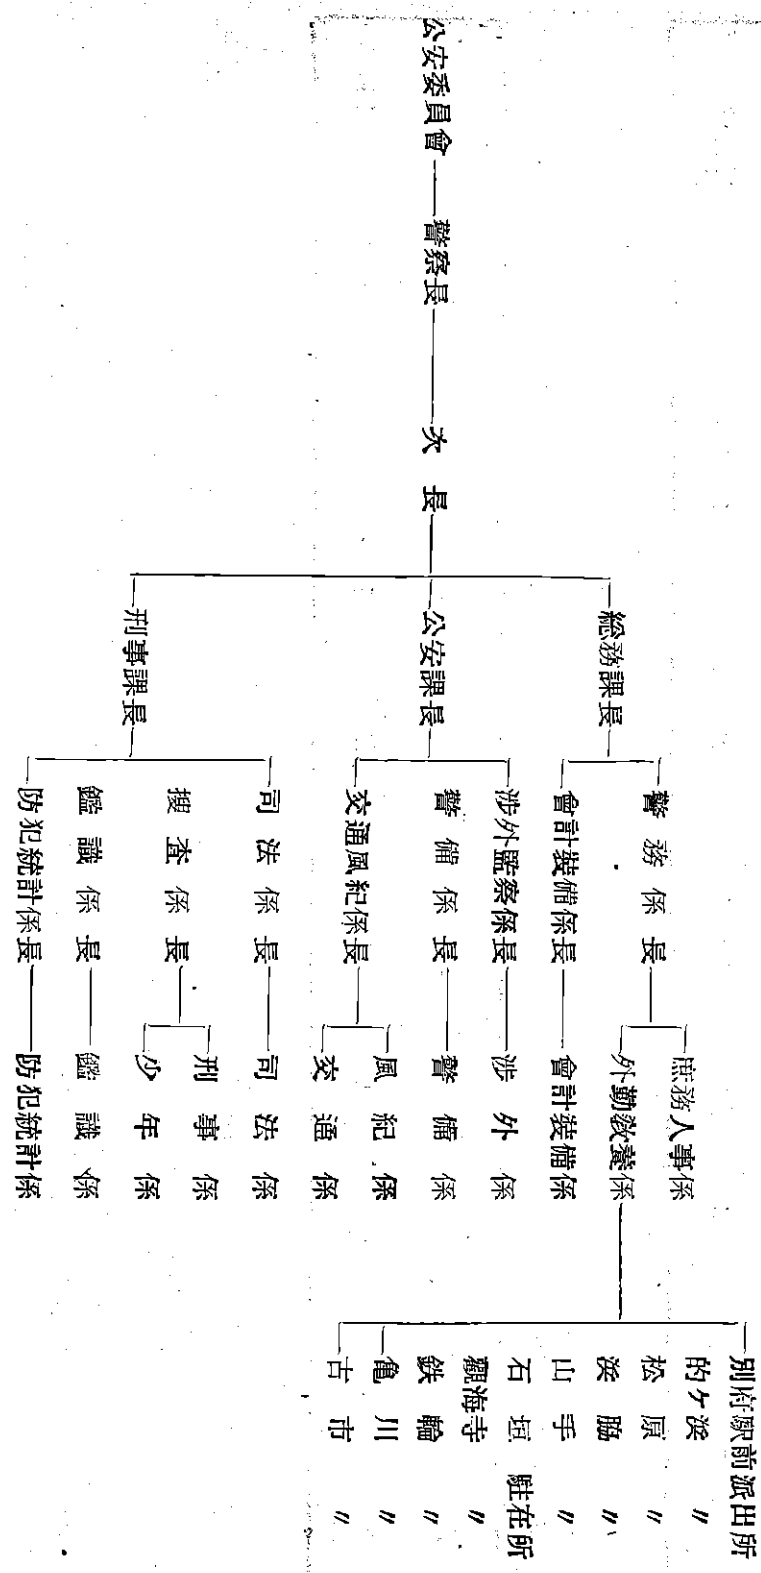 公安委員會
警察長
次長
総務課長
公安課長
刑事課長
警務係長
會計裝備係長
涉外監察係長
警備係長
交通風紀係長
司法係長
搜査係長
鑑識係長
防犯統計係長
庶務人事係
外勤教養係
會計裝備係
涉外係
警備係
風紀係
交通係
司法係
刑事係
少年係
鑑識係
防犯統計係
別府駅前派出所
的ケ浜〃
松原〃
浜脇〃
山手〃
石垣駐在所
觀海寺〃
鉄輪〃
亀川〃
古市〃